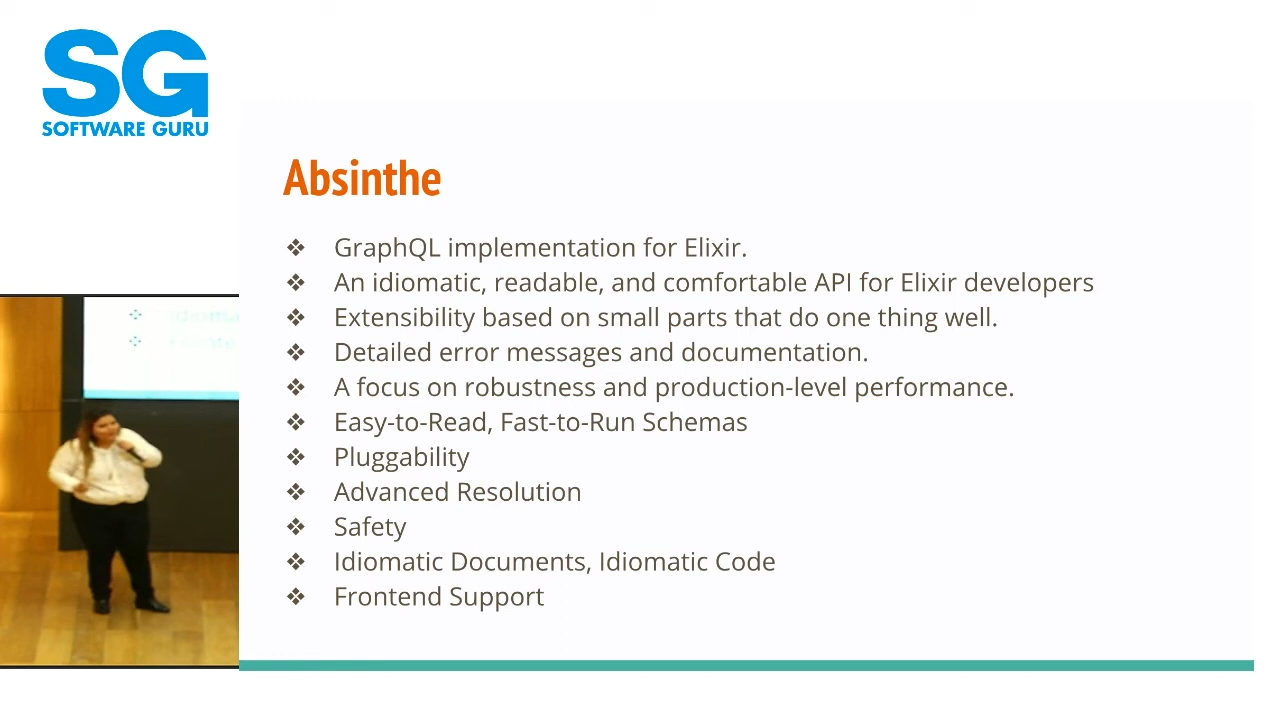 SG
SOFTWARE GURU
Absinthe
❖ GraphQL implementation for Elixir.
❖ An idiomatic, readable, and comfortable API for Elixir developers
❖ Extensibility based on small parts that do one thing well.
❖ Detailed error messages and documentation.
❖ A focus on robustness and production-level performance.
❖ Easy-to-Read, Fast-to-Run Schemas
❖ Pluggability
❖ Advanced Resolution
❖ Safety
❖ Idiomatic Documents, Idiomatic Code
❖ Frontend Support